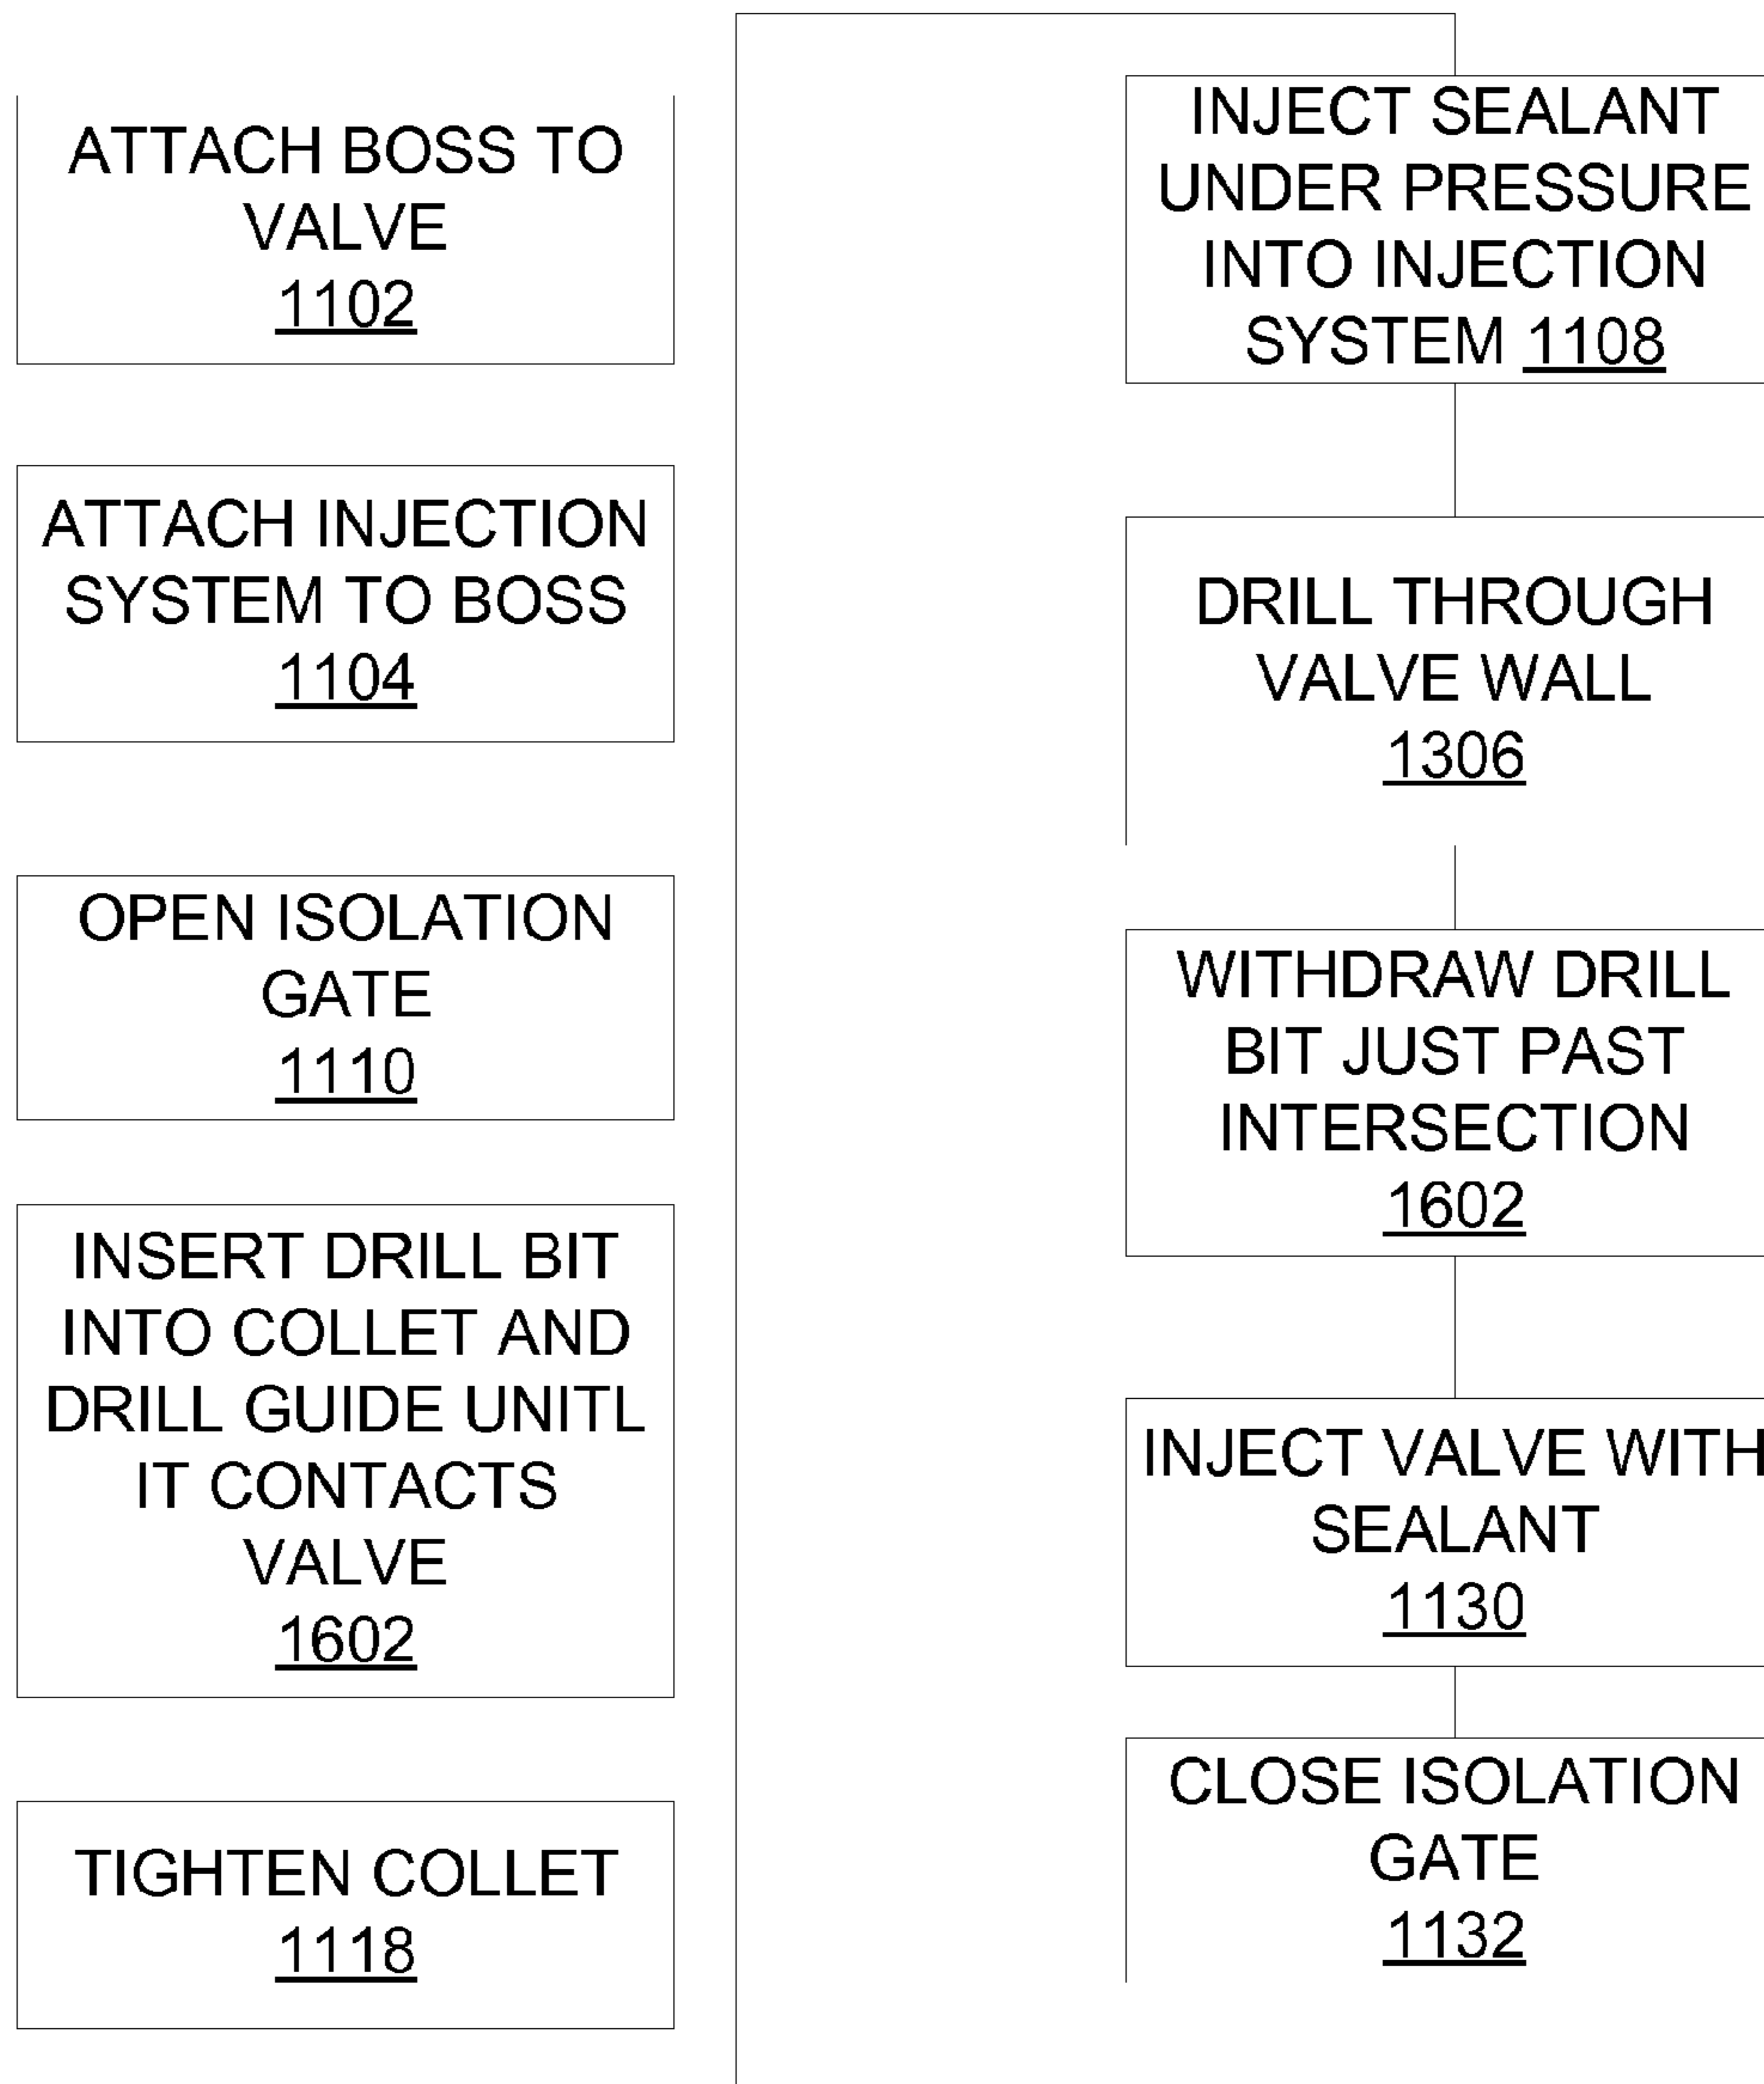 ATTACH BOSS TO
VALVE
1102
ATTACH INJECTION
SYSTEM TO BOSS
1104
OPEN ISOLATION
GATE
1110
INSERT DRILL BIT
INTO COLLET AND
DRILL GUIDE UNITL
IT CONTACTS
VALVE
1602
TIGHTEN COLLET
1118
INJECT SEALANT
UNDER PRESSURE
INTO INJECTION
SYSTEM 1108
DRILL THROUGH
VALVE WALL
1306
WITHDRAW DRILL
BIT JUST PAST
INTERSECTION
1602
INJECT VALVE WITH
SEALANT
1130
CLOSE ISOLATION
GATE
1132